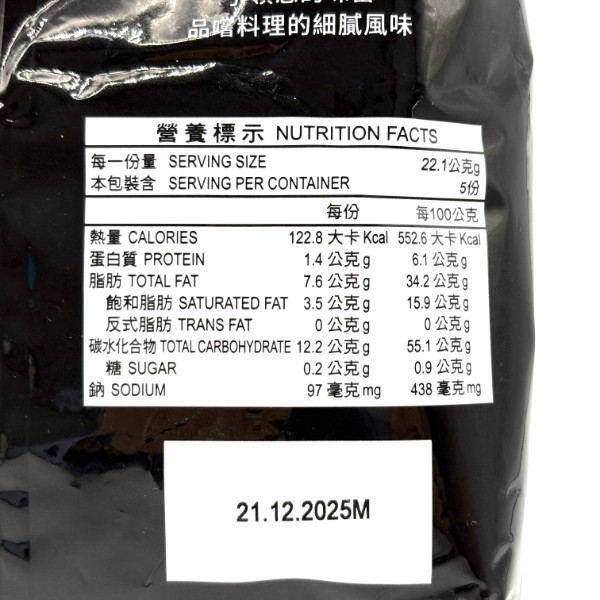 品嚐料理的細膩風味
營養標示 NUTRITION FACTS
每一份量 SERVING SIZE 22.1公克g
本包裝含 SERVING PER CONTAINER 5份
每份 每100公克
熱量 CALORIES 122.8 大卡 Kcal 552.6 大卡 Kcal
蛋白質 PROTEIN 1.4 公克 g 6.1 公克 g
脂肪 TOTAL FAT 7.6 公克 g 34.2 公克 g
飽和脂肪 SATURATED FAT 3.5 公克 g 15.9 公克 g
反式脂肪 TRANS FAT 0 公克 g 0 公克 g
碳水化合物 TOTAL CARBOHYDRATE 12.2 公克 g 55.1 公克 g
糖 SUGAR 0.2 公克 g 0.9 公克 g
鈉 SODIUM 97 毫克 mg 438 毫克 mg
21.12.2025M